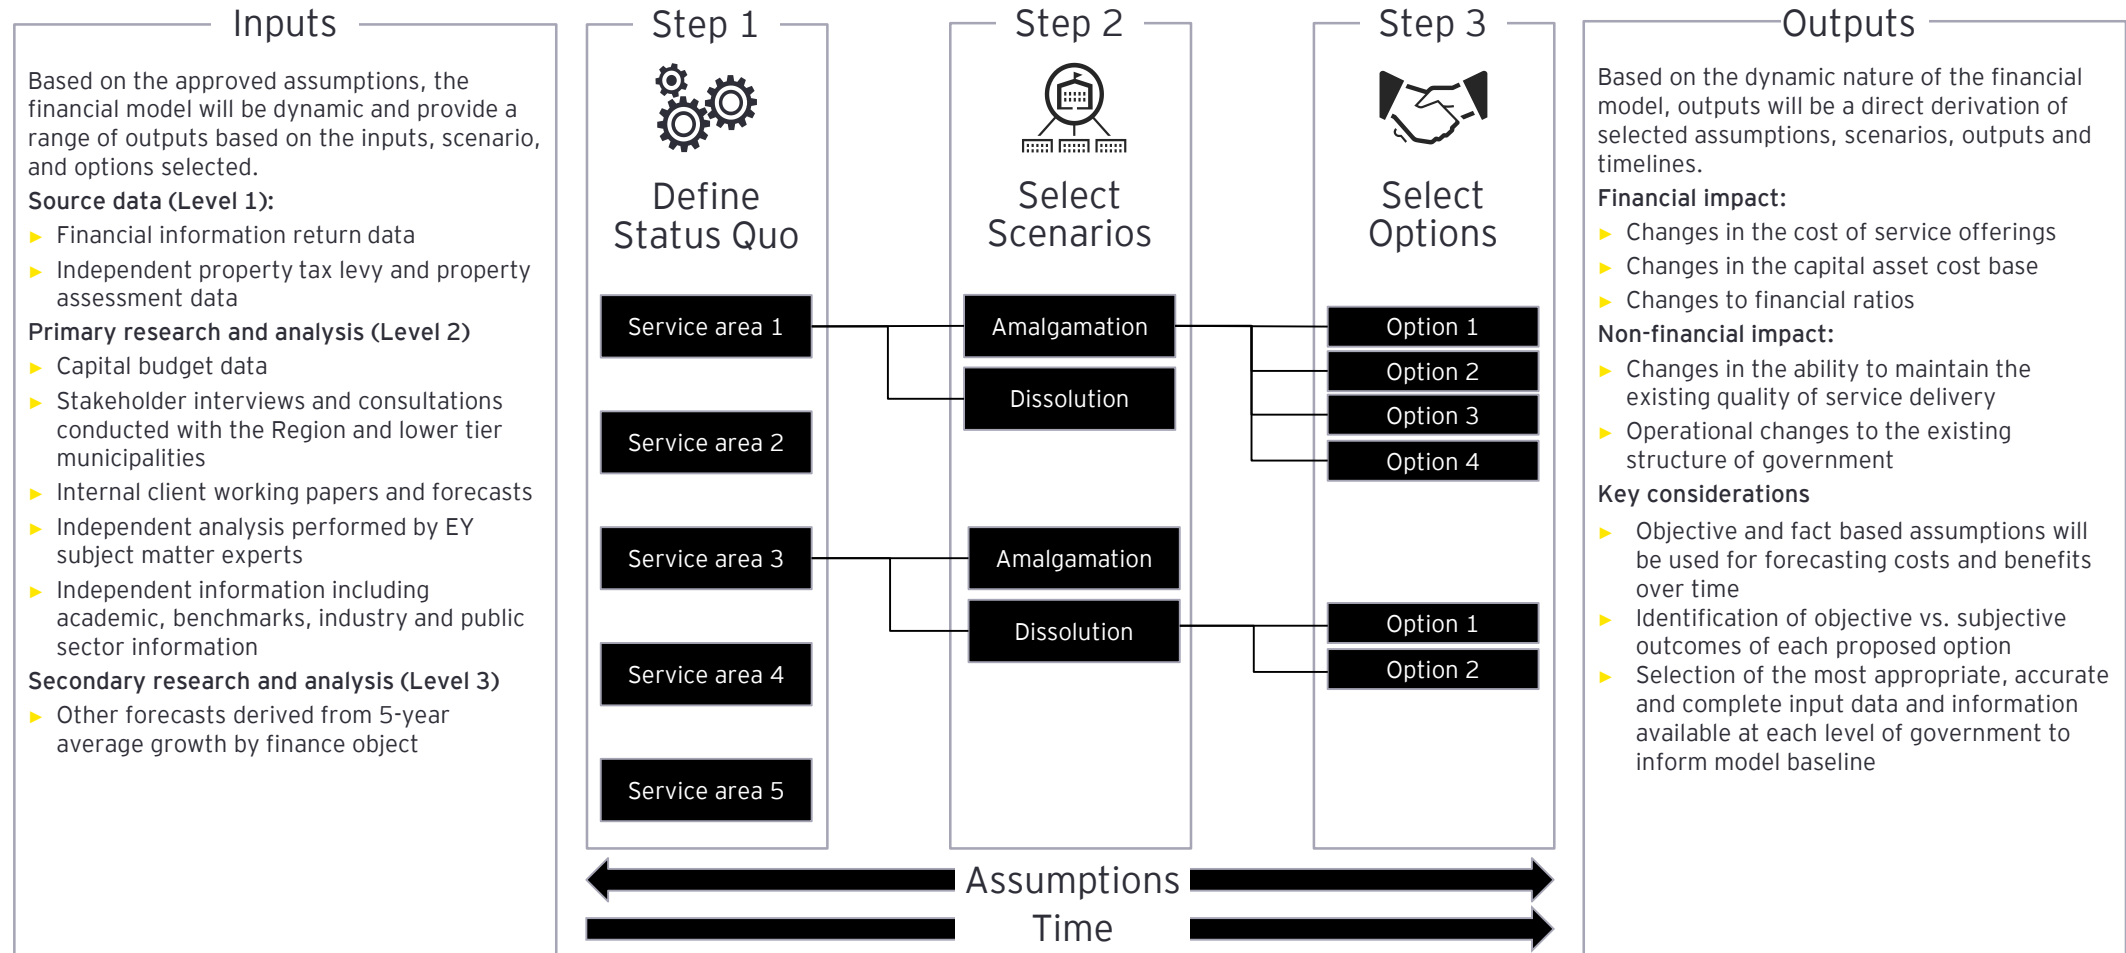 Inputs
Based on the approved assumptions, the
financial model will be dynamic and provide a
range of outputs based on the inputs, scenario,
and options selected.
Source data (Level 1):
► Financial information return data
► Independent property tax levy and property
assessment data
Primary research and analysis (Level 2)
► Capital budget data
► Stakeholder interviews and consultations
conducted with the Region and lower tier
municipalities
► Internal client working papers and forecasts
► Independent analysis performed by EY
subject matter experts
► Independent information including
academic, benchmarks, industry and public
sector information
Secondary research and analysis (Level 3)
► Other forecasts derived from 5-year
average growth by finance object
Step 1
Define
Status Quo
Service area 1
Service area 2
Service area 3
Service area 4
Service area 5
Step 2
Select
Scenarios
Amalgamation
Dissolution
Amalgamation
Dissolution
Step 3
Select
Options
Option 1
Option 2
Option 3
Option 4
Option 1
Option 2
Assumptions
Time
Outputs
Based on the dynamic nature of the financial
model, outputs will be a direct derivation of
selected assumptions, scenarios, outputs and
timelines.
Financial impact:
► Changes in the cost of service offerings
► Changes in the capital asset cost base
► Changes to financial ratios
Non-financial impact:
► Changes in the ability to maintain the
existing quality of service delivery
► Operational changes to the existing
structure of government
Key considerations
► Objective and fact based assumptions will
be used for forecasting costs and benefits
over time
► Identification of objective vs. subjective
outcomes of each proposed option
► Selection of the most appropriate, accurate
and complete input data and information
available at each level of government to
inform model baseline